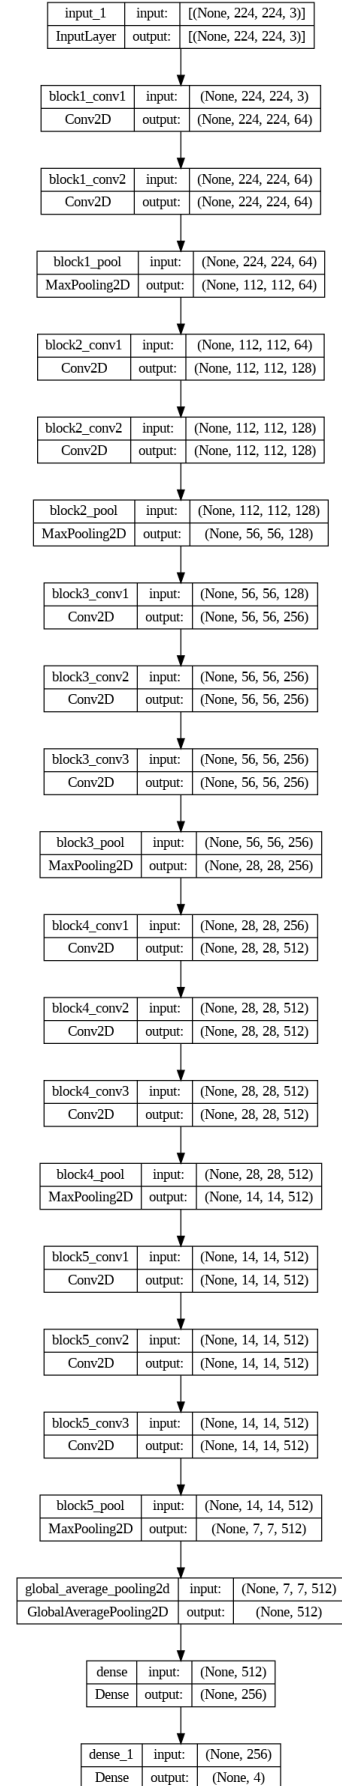 input_1 input: [(None, 224, 224, 3)]
InputLayer output: [(None, 224, 224, 3)]
block1_conv1 input: (None, 224, 224, 3)
Conv2D output: (None, 224, 224, 64)
block1_conv2 input: (None, 224, 224, 64)
Conv2D output: (None, 224, 224, 64)
block1_pool input: (None, 224, 224, 64)
MaxPooling2D output: (None, 112, 112, 64)
block2_conv1 input: (None, 112, 112, 64)
Conv2D output: (None, 112, 112, 128)
block2_conv2 input: (None, 112, 112, 128)
Conv2D output: (None, 112, 112, 128)
block2_pool input: (None, 112, 112, 128)
MaxPooling2D output: (None, 56, 56, 128)
block3_conv1 input: (None, 56, 56, 128)
Conv2D output: (None, 56, 56, 256)
block3_conv2 input: (None, 56, 56, 256)
Conv2D output: (None, 56, 56, 256)
block3_conv3 input: (None, 56, 56, 256)
Conv2D output: (None, 56, 56, 256)
block3_pool input: (None, 56, 56, 256)
MaxPooling2D output: (None, 28, 28, 256)
block4_conv1 input: (None, 28, 28, 256)
Conv2D output: (None, 28, 28, 512)
block4_conv2 input: (None, 28, 28, 512)
Conv2D output: (None, 28, 28, 512)
block4_conv3 input: (None, 28, 28, 512)
Conv2D output: (None, 28, 28, 512)
block4_pool input: (None, 28, 28, 512)
MaxPooling2D output: (None, 14, 14, 512)
block5_conv1 input: (None, 14, 14, 512)
Conv2D output: (None, 14, 14, 512)
block5_conv2 input: (None, 14, 14, 512)
Conv2D output: (None, 14, 14, 512)
block5_conv3 input: (None, 14, 14, 512)
Conv2D output: (None, 14, 14, 512)
block5_pool input: (None, 14, 14, 512)
MaxPooling2D output: (None, 7, 7, 512)
global_average_pooling2d input: (None, 7, 7, 512)
GlobalAveragePooling2D output: (None, 512)
dense input: (None, 512)
Dense output: (None, 256)
dense_1 input: (None, 256)
Dense output: (None, 4)